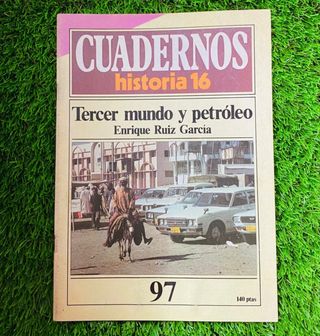 CUADERNOS
historia 16
Tercer mundo y petróleo
Enrique Ruiz García
97
140 ptas